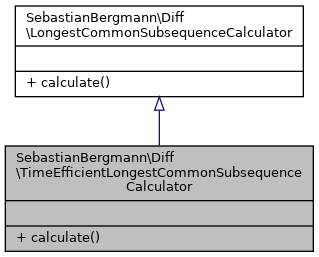 SebastianBergmann\Diff
\LongestCommonSubsequenceCalculator
+ calculate()
SebastianBergmann\Diff
\TimeEfficientLongestCommonSubsequence
Calculator
+ calculate()